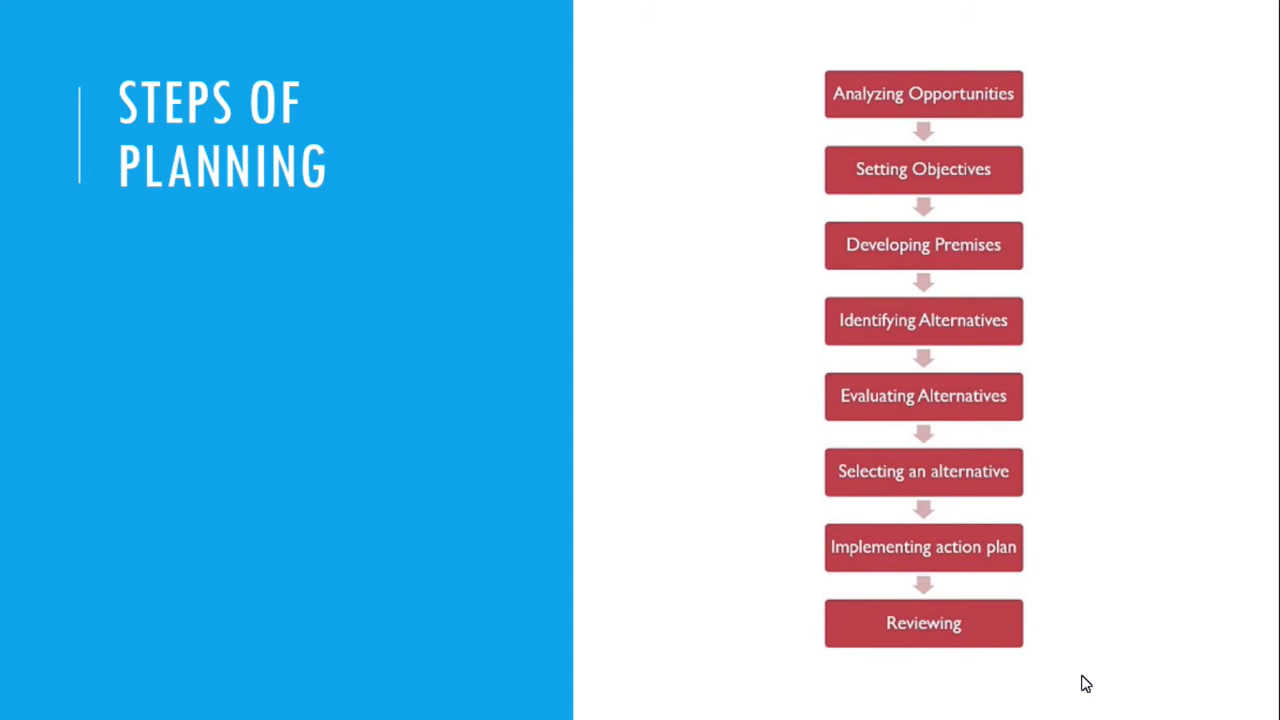 STEPS OF
PLANNING
Analyzing Opportunities
Setting Objectives
Developing Premises
Identifying Alternatives
Evaluating Alternatives
Selecting an alternative
Implementing action plan
Reviewing